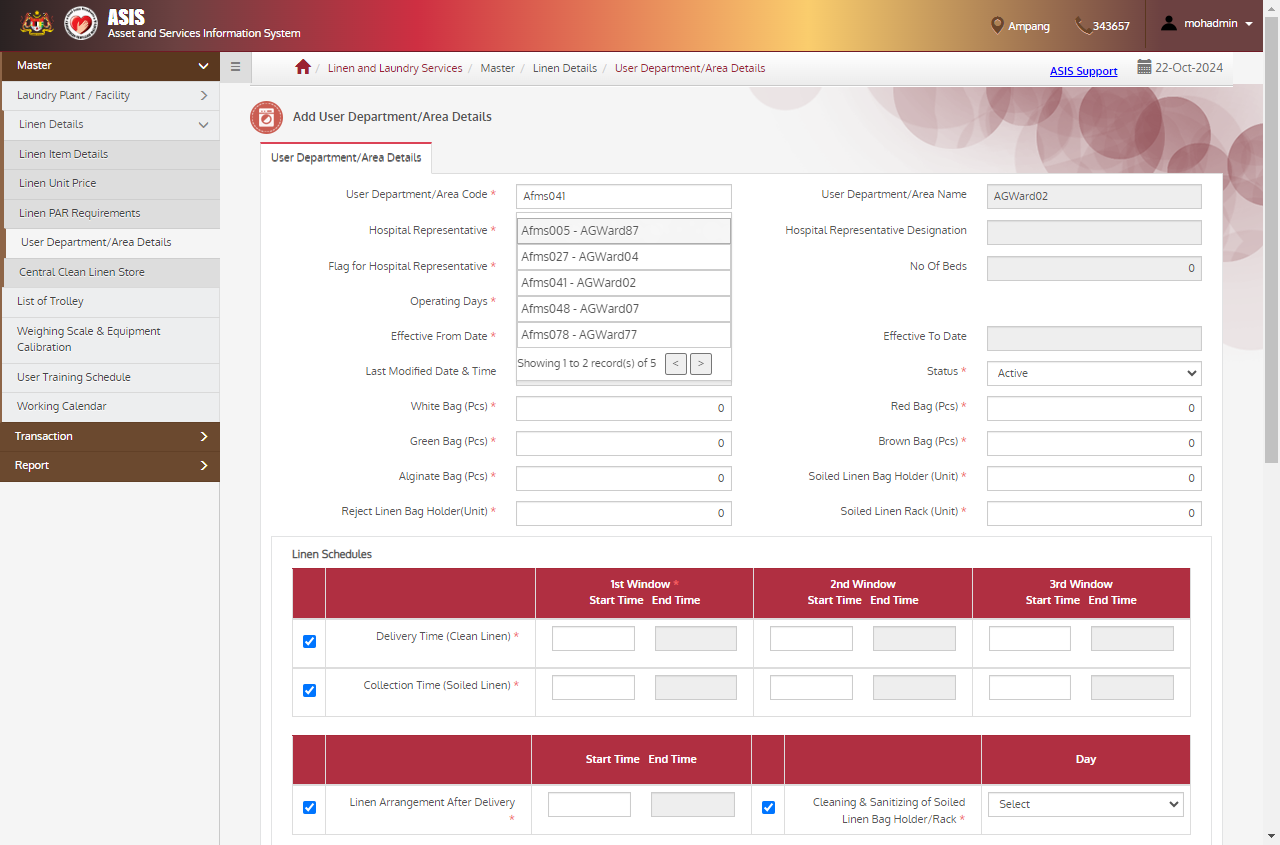 ASIS
Asset and Services Information System
Ampang
343657
mohadmin
Master
Linen and Laundry Services / Master / Linen Details / User Department/Area Details
ASIS Support
22-Oct-2024
Laundry Plant / Facility
Linen Details
Linen Item Details
Linen Unit Price
Linen PAR Requirements
User Department/Area Details
Central Clean Linen Store
List of Trolley
Weighing Scale & Equipment
Calibration
User Training Schedule
Working Calendar
Transaction
Report
Add User Department/Area Details
User Department/Area Details
User Department/Area Code * Afms041
User Department/Area Name AGWard02
Hospital Representative *
Hospital Representative Designation
Flag for Hospital Representative *
No Of Beds 0
Operating Days *
Effective From Date *
Effective To Date
Last Modified Date & Time
Status * Active
Afms005 - AGWard87
Afms027 - AGWard04
Afms041 - AGWard02
Afms048 - AGWard07
Afms078 - AGWard77
Showing 1 to 2 record(s) of 5 < >
White Bag (Pcs) * 0
Red Bag (Pcs) * 0
Green Bag (Pcs) * 0
Brown Bag (Pcs) * 0
Alginate Bag (Pcs) * 0
Soiled Linen Bag Holder (Unit) * 0
Reject Linen Bag Holder(Unit) * 0
Soiled Linen Rack (Unit) * 0
Linen Schedules
1st Window * 2nd Window 3rd Window
Start Time End Time Start Time End Time Start Time End Time
Delivery Time (Clean Linen) *
Collection Time (Soiled Linen) *
Start Time End Time Day
Linen Arrangement After Delivery
*
Cleaning & Sanitizing of Soiled
Linen Bag Holder/Rack *
Select